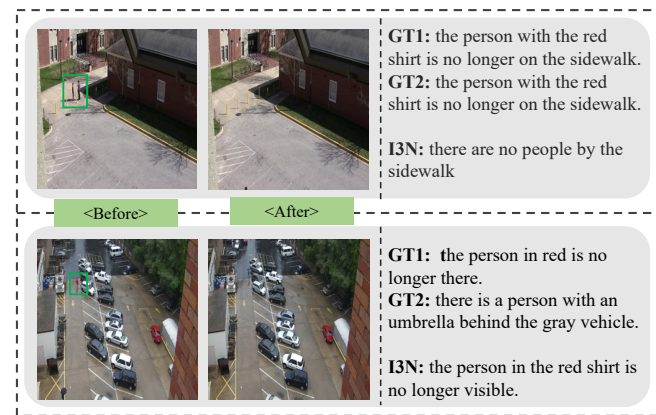 GT1: the person with the red
shirt is no longer on the sidewalk.
GT2: the person with the red
shirt is no longer on the sidewalk.
I3N: there are no people by the
sidewalk
<Before>
<After>
GT1: the person in red is no
longer there.
GT2: there is a person with an
umbrella behind the gray vehicle.
I3N: the person in the red shirt is
no longer visible.